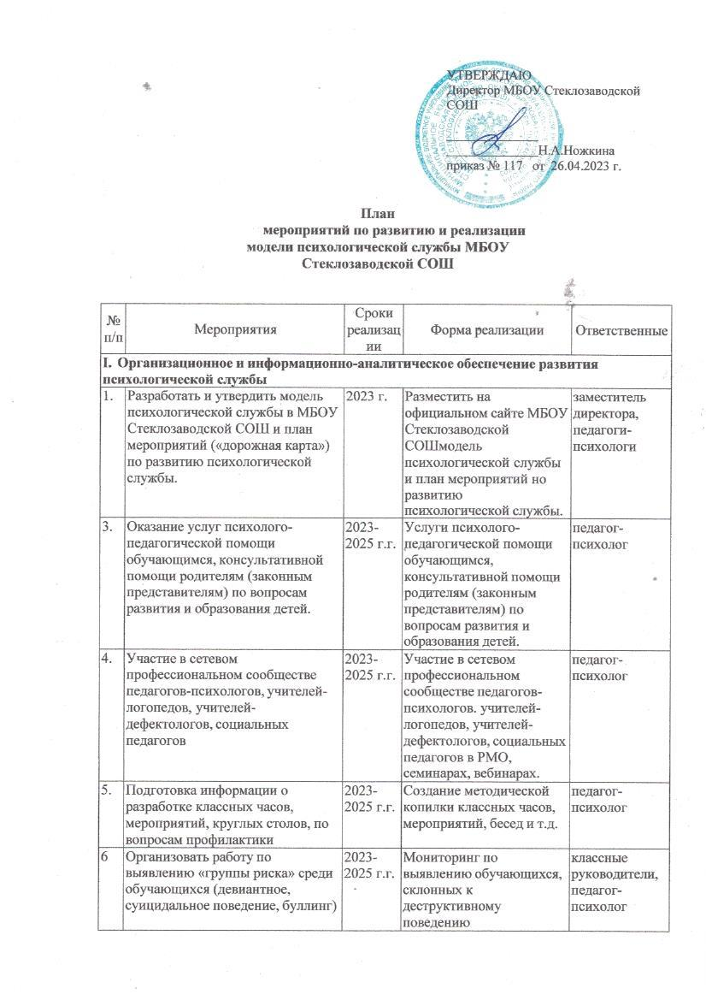 УТВЕРЖДАЮ
Директор МБОУ Стеклозаводской
СОШ
Н.А.Ножкина
приказ № 117 от 26.04.2023 г.
План
мероприятий по развитию и реализации
модели психологической службы МБОУ
Стеклозаводской СОШ
№
п/п
Мероприятия
Сроки
реализац
ии
Форма реализации
Ответственные
I. Организационное и информационно-аналитическое обеспечение развития
психологической службы
1.
Разработать и утвердить модель
психологической службы в МБОУ
Стеклозаводской СОШ и план
мероприятий («дорожная карта»)
по развитию психологической
службы.
2023 г.
Разместить на
официальном сайте МБОУ
Стеклозаводской
СОШмодель
психологической службы
и план мероприятий но
развитию
психологической службы.
заместитель
директора,
педагоги-
психологи
3.
Оказание услуг психолого-
педагогической помощи
обучающимся, консультативной
помощи родителям (законным
представителям) по вопросам
развития и образования детей.
2023-
2025 г.г.
Услуги психолого-
педагогической помощи
обучающимся,
консультативной помощи
родителям (законным
представителям) по
вопросам развития и
образования детей.
педагог-
психолог
4.
Участие в сетевом
профессиональном сообществе
педагогов-психологов, учителей-
логопедов, учителей-
дефектологов, социальных
педагогов
2023-
2025 г.г.
Участие в сетевом
профессиональном
сообществе педагогов-
психологов. учителей-
логопедов, учителей-
дефектологов, социальных
педагогов в РМО,
семинарах, вебинарах.
педагог-
психолог
5.
Подготовка информации о
разработке классных часов,
мероприятий, круглых столов, по
вопросам профилактики
2023-
2025 г.г.
Создание методической
копилки классных часов,
мероприятий, бесед и т.д.
педагог-
психолог
6
Организовать работу по
выявлению «группы риска» среди
обучающихся (девиантное,
суицидальное поведение, буллинг)
2023-
2025 г.г.
Мониторинг по
выявлению обучающихся,
склонных к
деструктивному
поведению
классные
руководители,
педагог-
психолог